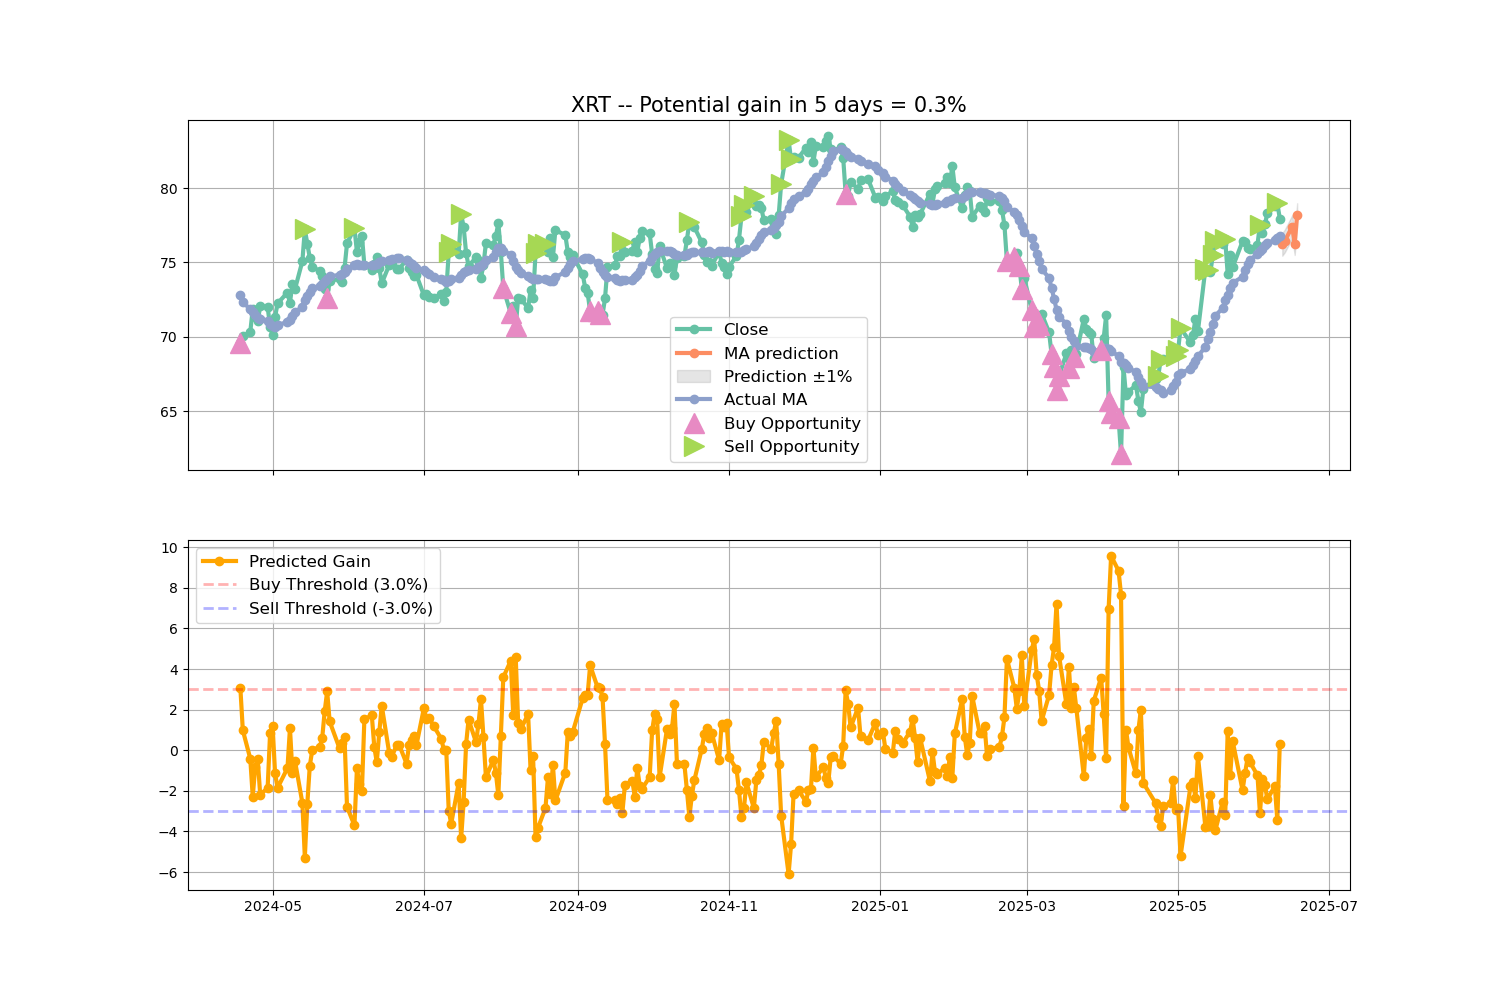 XRT -- Potential gain in 5 days = 0.3%
80
75
70
65
Close
MA prediction
Prediction ±1%
Actual MA
Buy Opportunity
Sell Opportunity
10
8
6
4
2
0
−2
−4
−6
Predicted Gain
Buy Threshold (3.0%)
Sell Threshold (-3.0%)
2024-05 2024-07 2024-09 2024-11 2025-01 2025-03 2025-05 2025-07